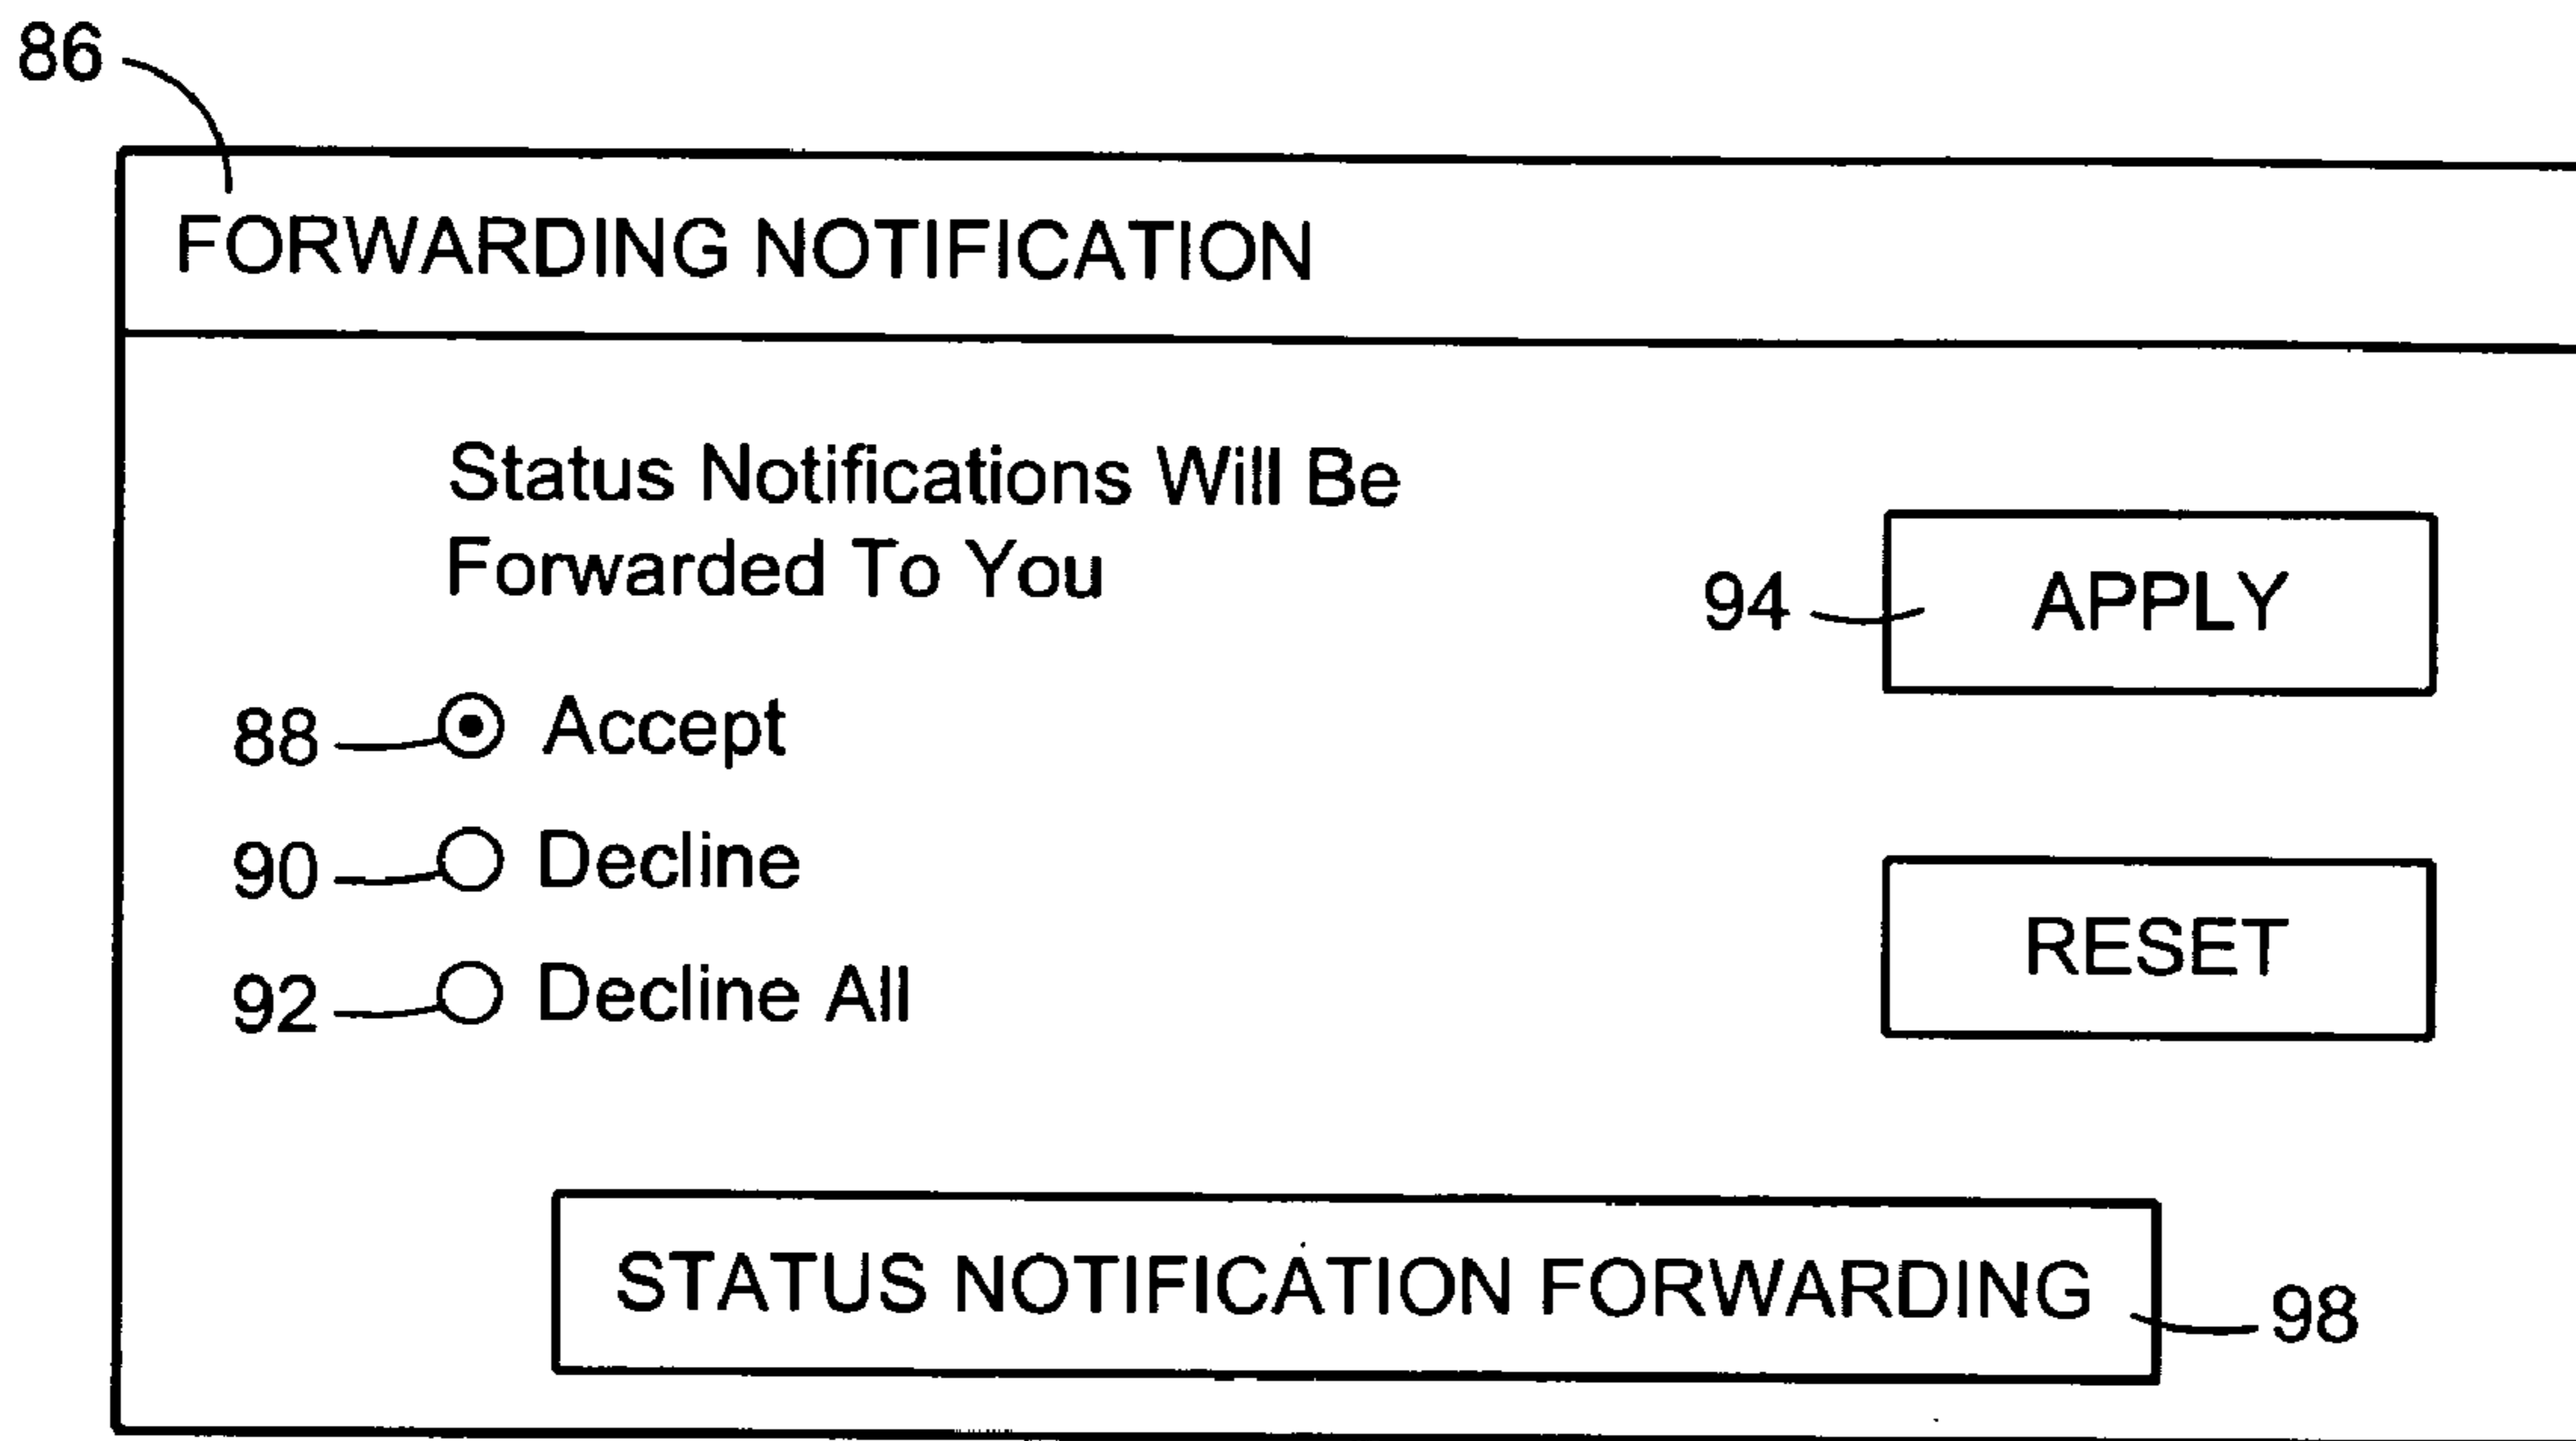 86
FORWARDING NOTIFICATION
Status Notifications Will Be
Forwarded To You
94 APPLY
88 Accept
90 Decline
RESET
92 Decline All
STATUS NOTIFICATION FORWARDING 98